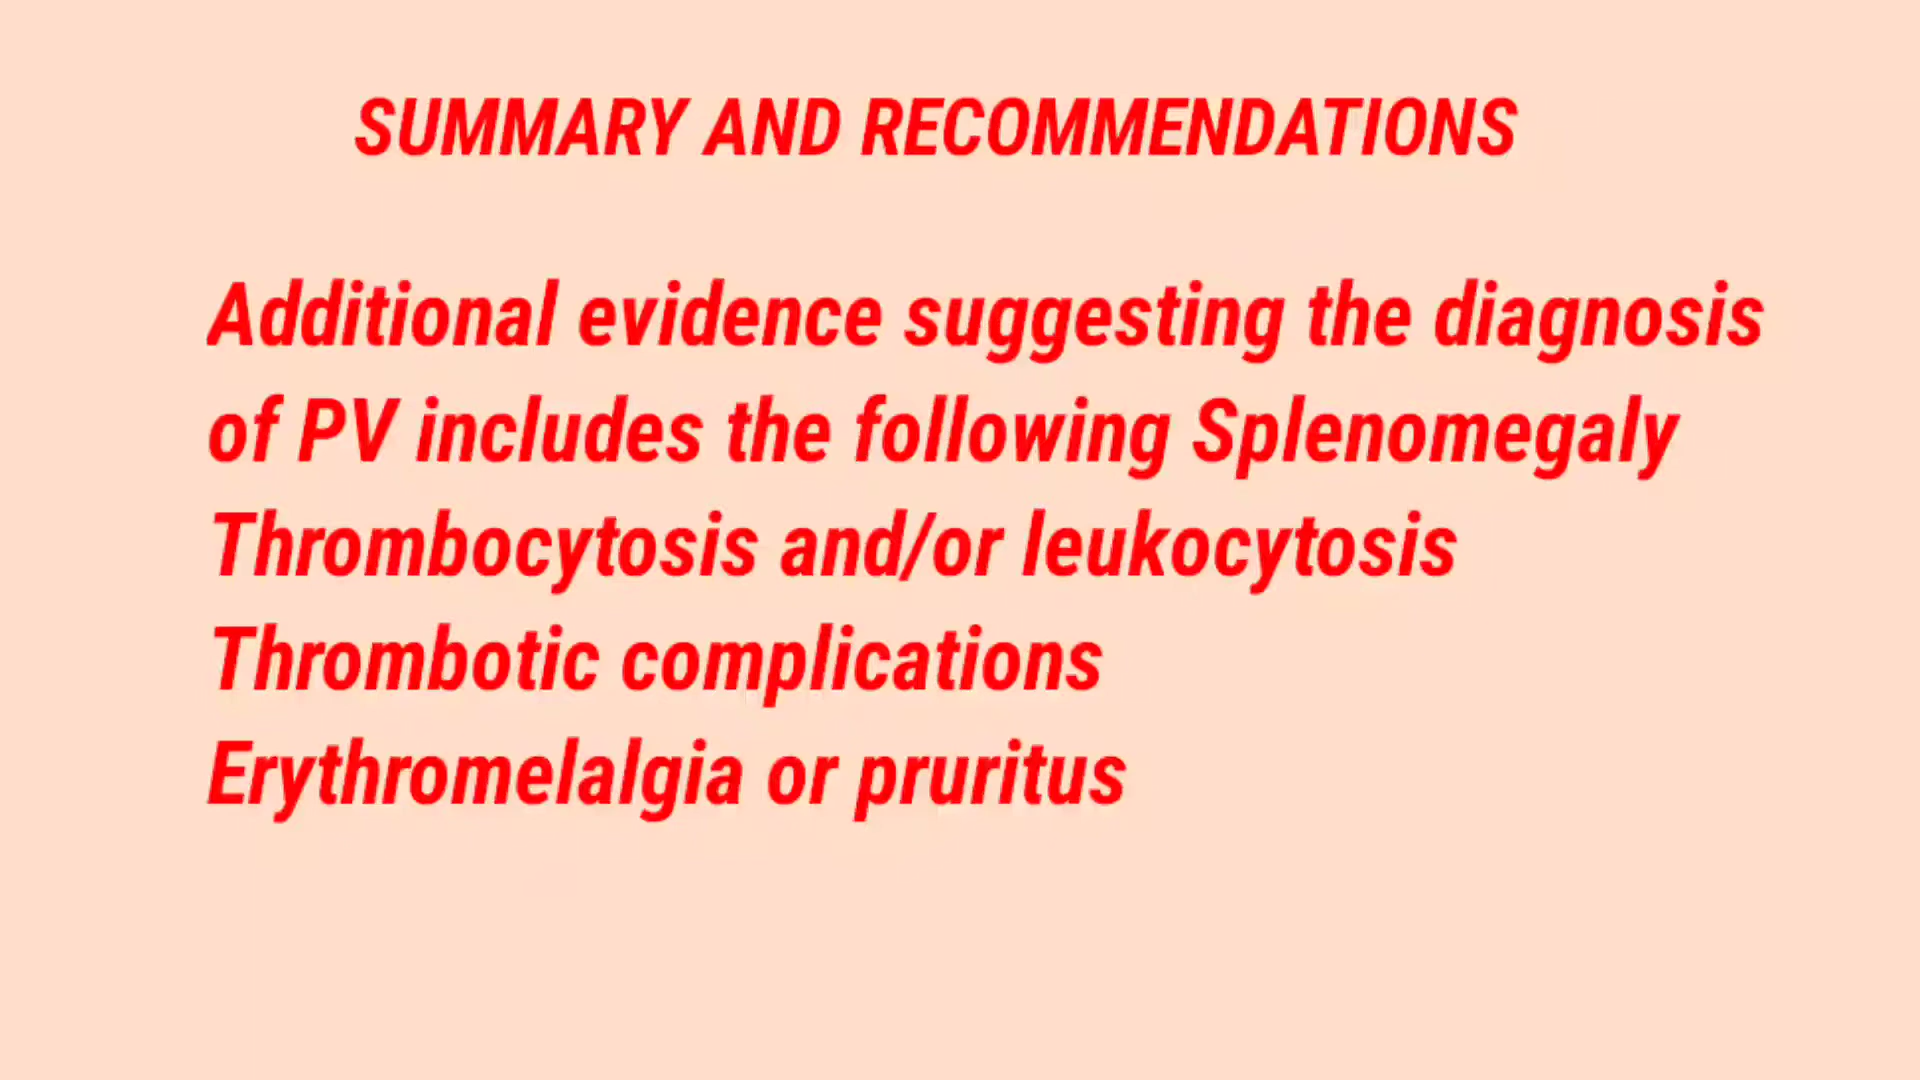 SUMMARY AND RECOMMENDATIONS
Additional evidence suggesting the diagnosis
of PV includes the following Splenomegaly
Thrombocytosis and/or leukocytosis
Thrombotic complications
Erythromelalgia or pruritus